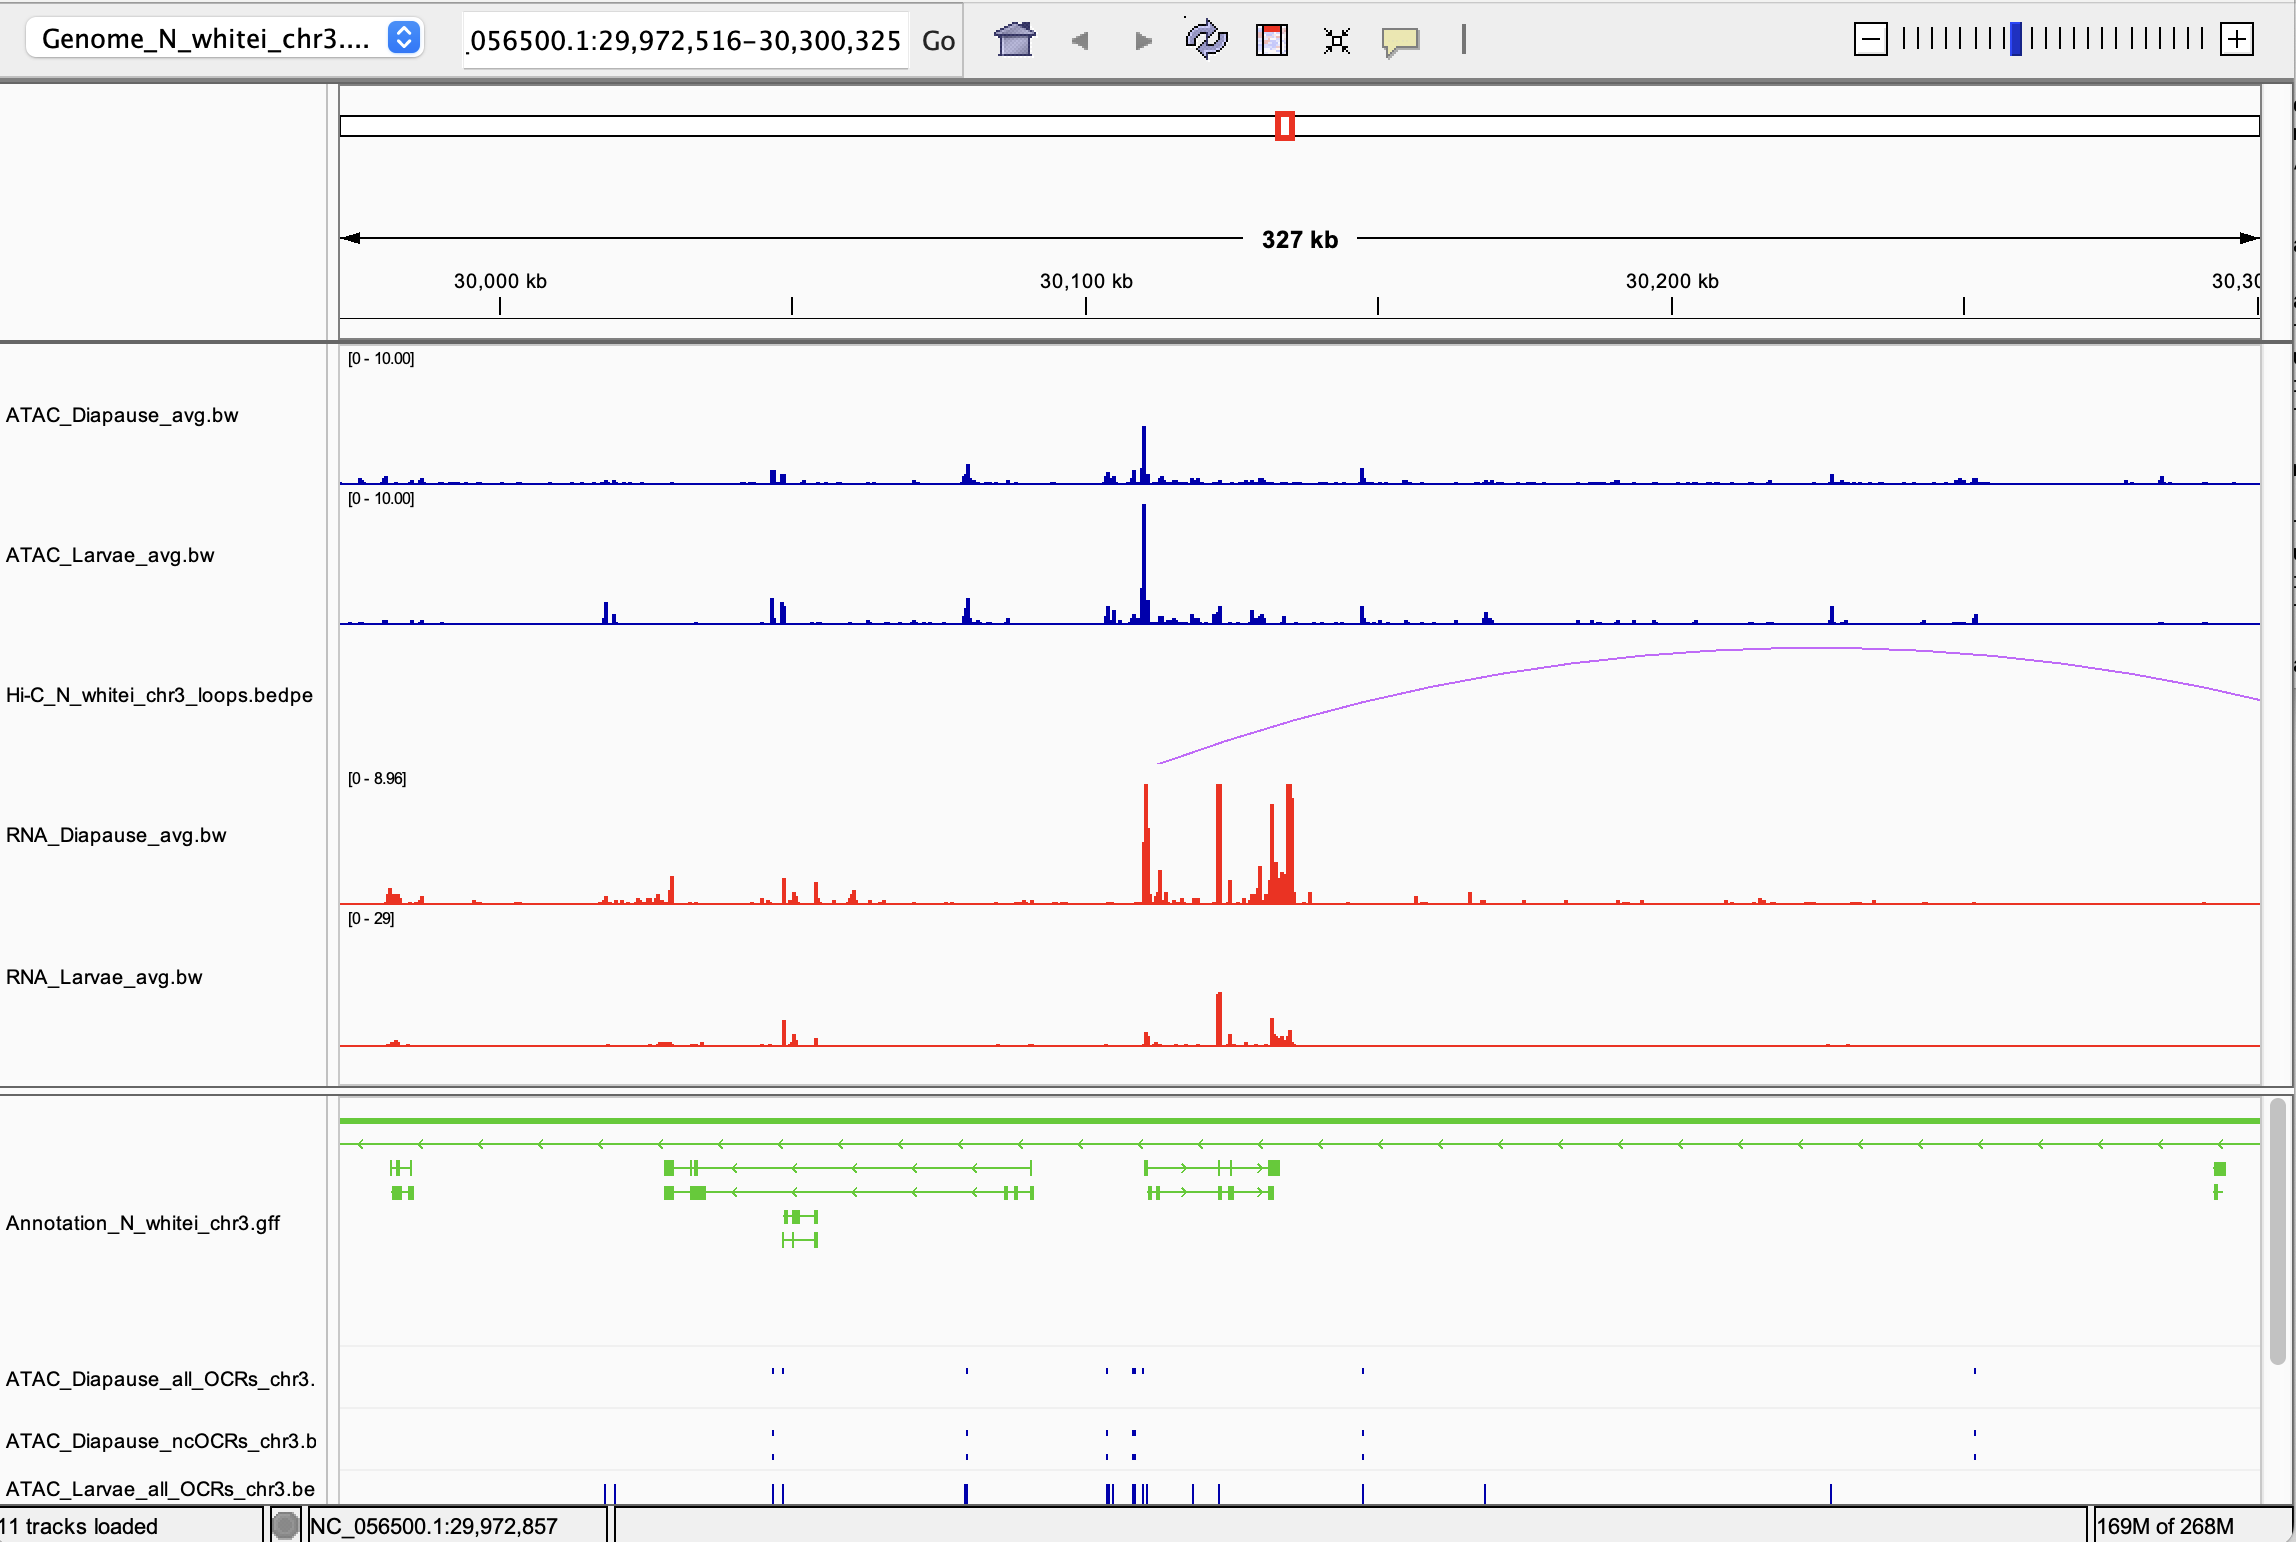 Genome_N_whitei_chr3.... .056500.1:29,972,516-30,300,325 Go
327 kb
30,000 kb 30,100 kb 30,200 kb 30,30
[0 - 10.00]
ATAC_Diapause_avg.bw
[0 - 10.00]
ATAC_Larvae_avg.bw
Hi-C_N_whitei_chr3_loops.bedpe
[0 - 8.96]
RNA_Diapause_avg.bw
[0 - 29]
RNA_Larvae_avg.bw
Annotation_N_whitei_chr3.gff
ATAC_Diapause_all_OCRs_chr3.
ATAC_Diapause_ncOCRs_chr3.b
ATAC_Larvae_all_OCRs_chr3.be
11 tracks loaded NC_056500.1:29,972,857 169M of 268M